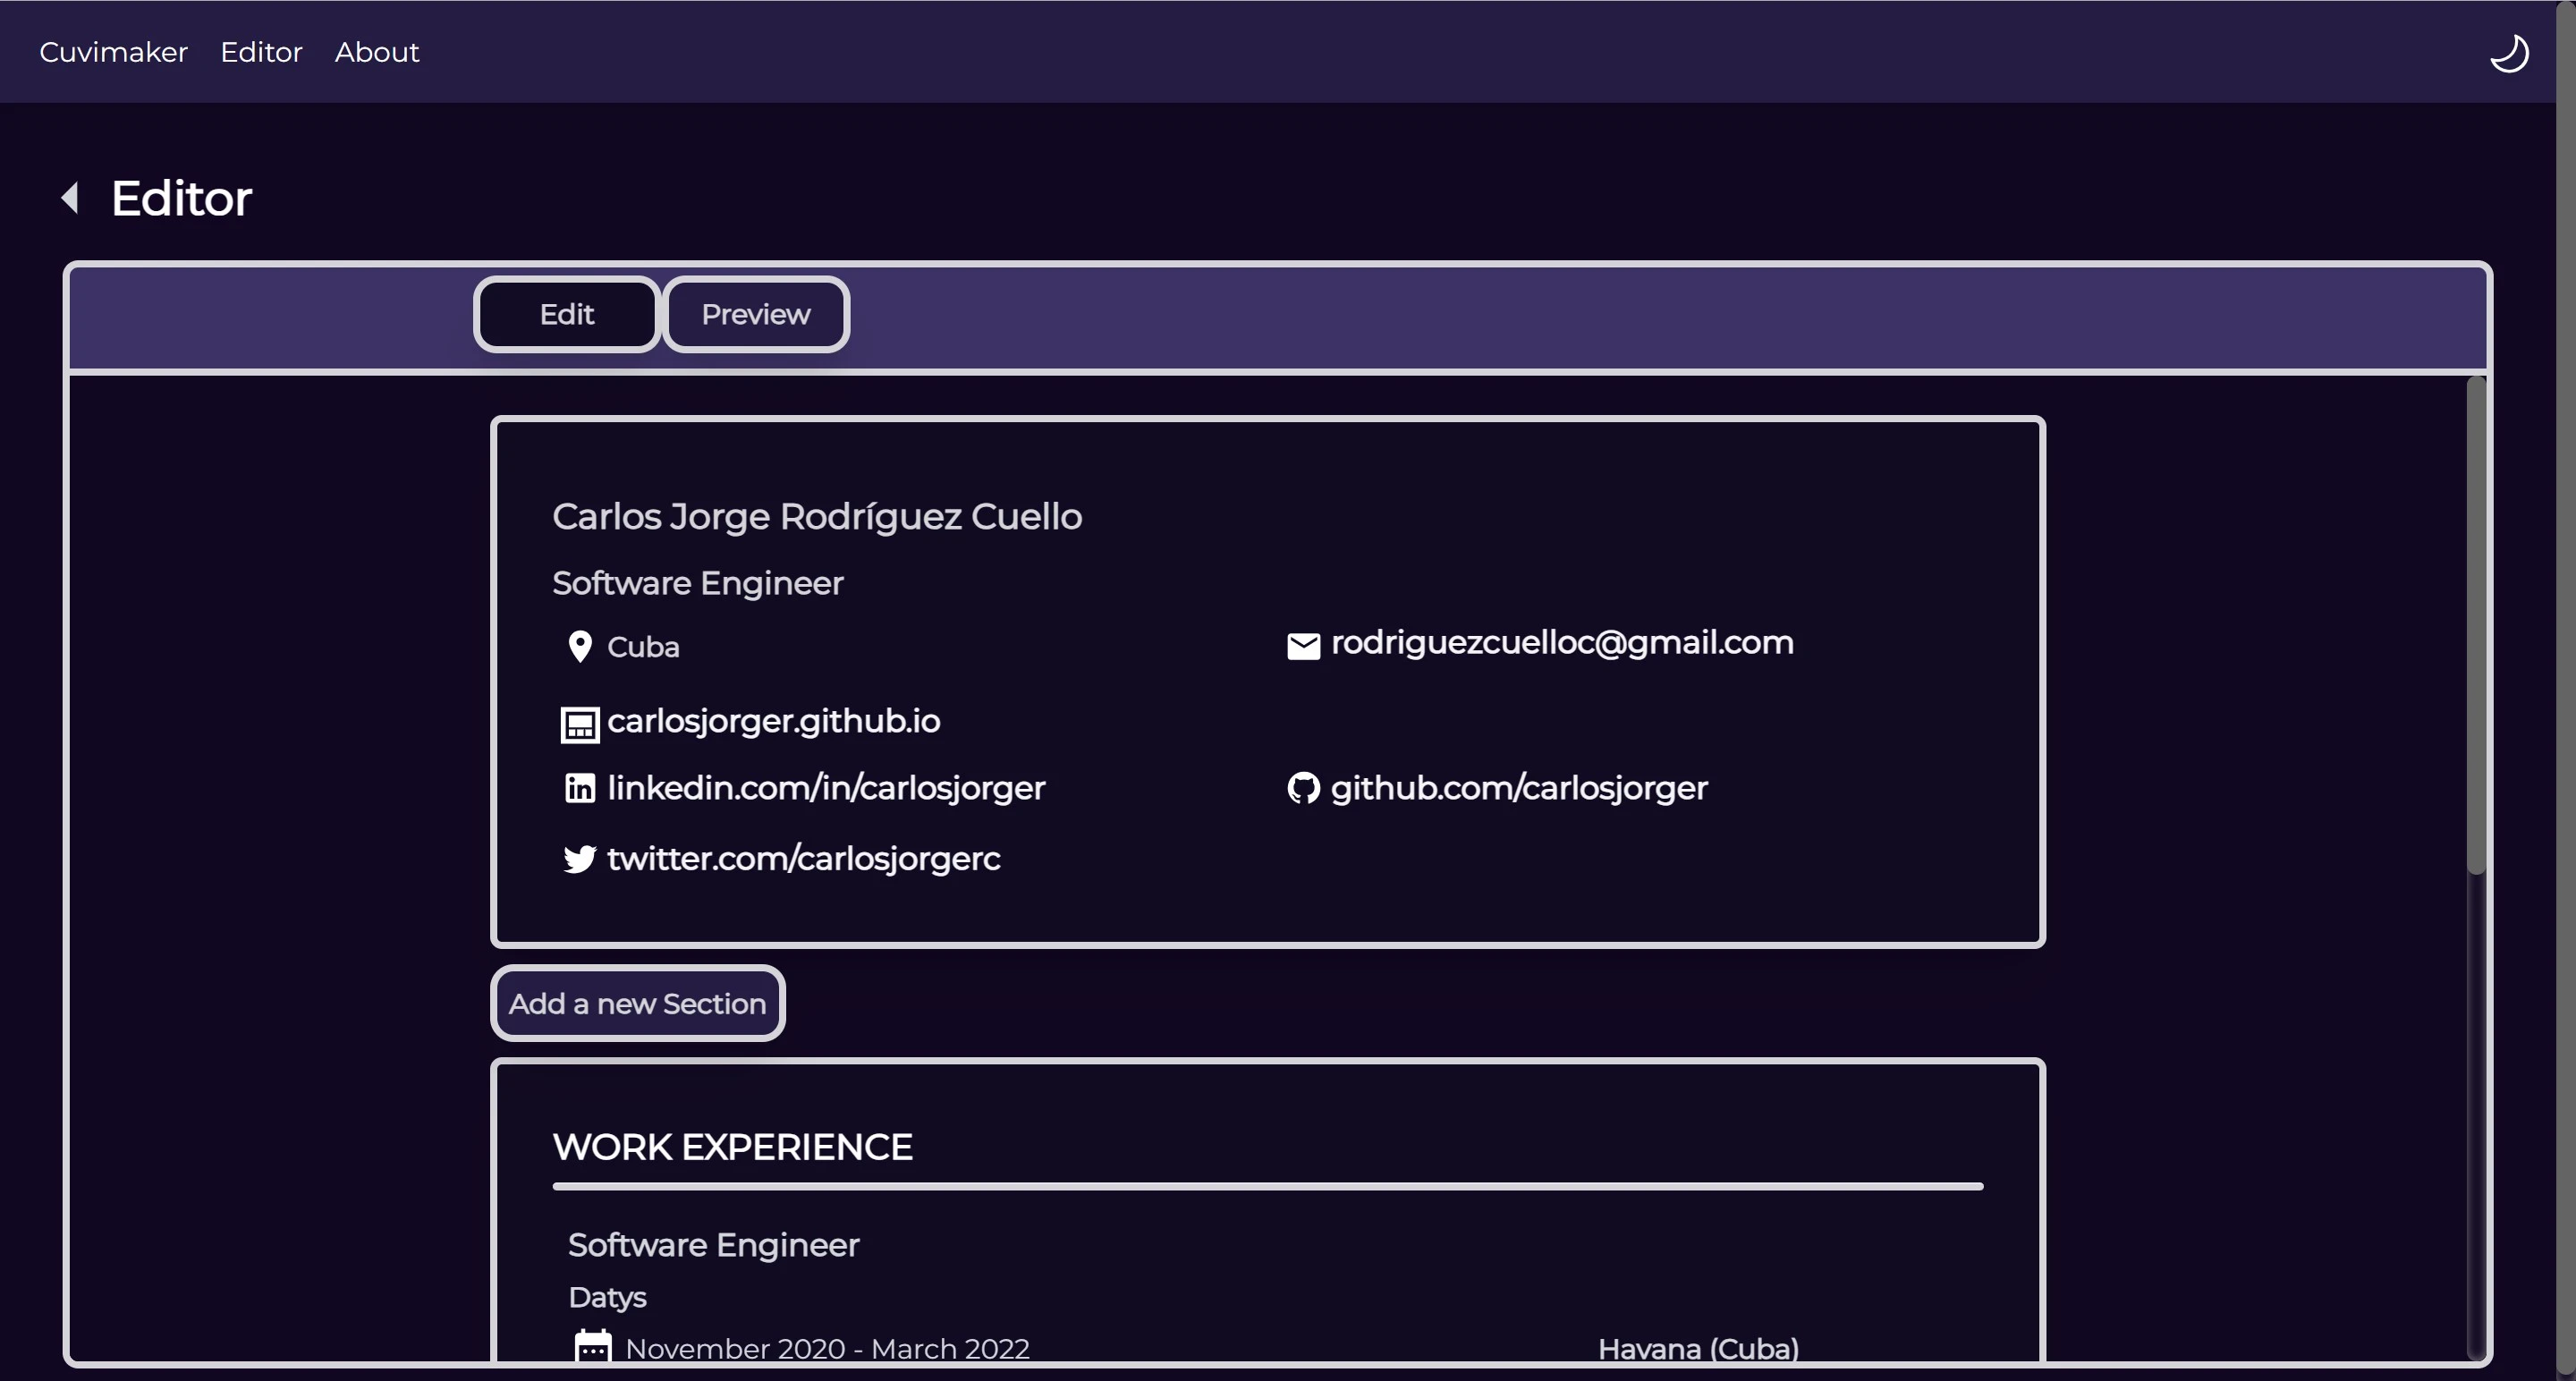 Cuvimaker Editor About
Editor
Edit Preview
Carlos Jorge Rodríguez Cuello
Software Engineer
Cuba rodriguezcuelloc@gmail.com
carlosjorger.github.io
linkedin.com/in/carlosjorger github.com/carlosjorger
twitter.com/carlosjorgerc
Add a new Section
WORK EXPERIENCE
Software Engineer
Datys
November 2020 - March 2022 Havana (Cuba)